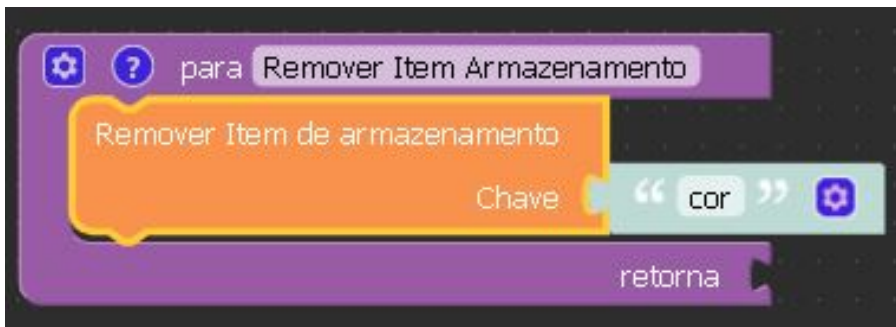 ? para Remover Item Armazenamento
Remover Item de armazenamento
Chave “ cor ”
retorna